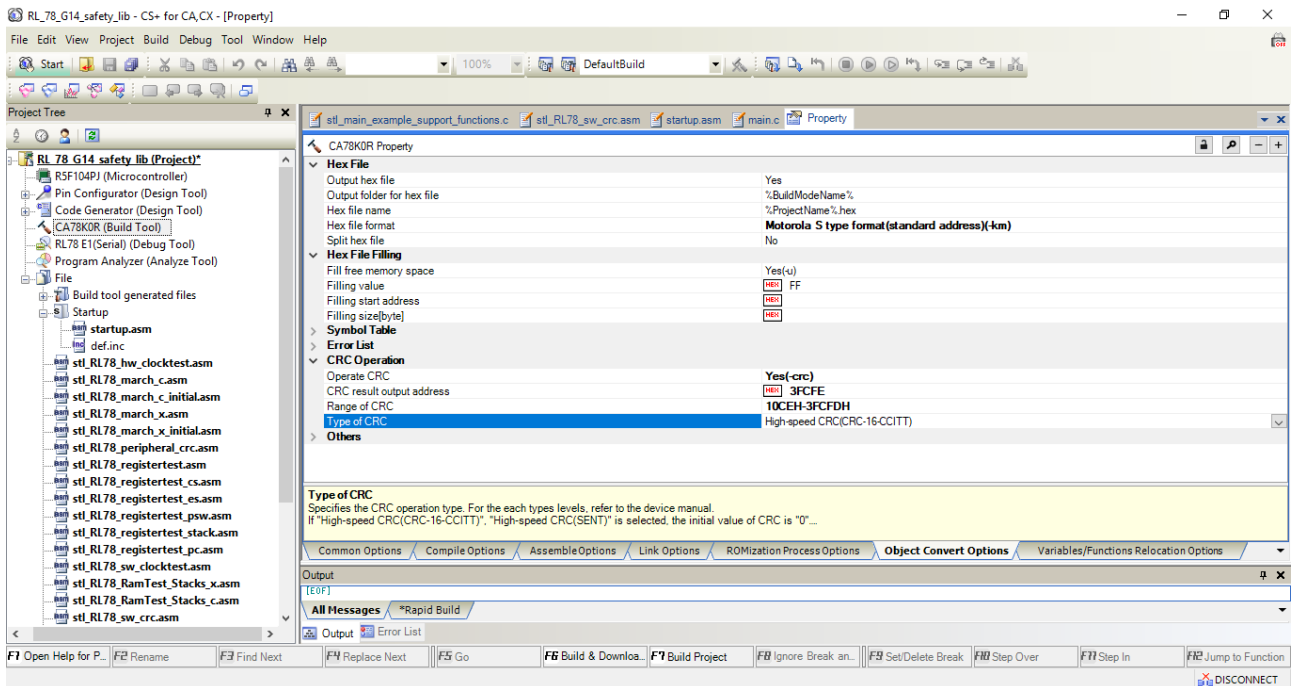 RL_78_G14_safety_lib - CS+ for CA,CX - [Property]
File Edit View Project Build Debug Tool Window Help
Start 100% DefaultBuild
Project Tree
stl_main_example_support_functions.c stl_RL78_sw_crc.asm startup.asm main.c Property
RL_78_G14_safety_lib (Project)*
R5F104PJ (Microcontroller)
Pin Configurator (Design Tool)
Code Generator (Design Tool)
CA78K0R (Build Tool)
RL78 E1(Serial) (Debug Tool)
Program Analyzer (Analyze Tool)
File
Build tool generated files
Startup
startup.asm
def.inc
stl_RL78_hw_clocktest.asm
stl_RL78_march_c.asm
stl_RL78_march_c_initial.asm
stl_RL78_march_x.asm
stl_RL78_march_x_initial.asm
stl_RL78_peripheral_crc.asm
stl_RL78_registertest.asm
stl_RL78_registertest_cs.asm
stl_RL78_registertest_es.asm
stl_RL78_registertest_psw.asm
stl_RL78_registertest_stack.asm
stl_RL78_registertest_pc.asm
stl_RL78_sw_clocktest.asm
stl_RL78_RamTest_Stacks_x.asm
stl_RL78_RamTest_Stacks_c.asm
stl_RL78_sw_crc.asm
CA78K0R Property
Hex File
Output hex file Yes
Output folder for hex file %BuildModeName%
Hex file name %ProjectName%.hex
Hex file format Motorola S type format(standard address)(-km)
Split hex file No
Hex File Filling
Fill free memory space Yes(-u)
Filling value HEX FF
Filling start address HEX
Filling size[byte] HEX
Symbol Table
Error List
CRC Operation
Operate CRC Yes(-crc)
CRC result output address HEX 3FCFE
Range of CRC 10CEH-3FCFDH
Type of CRC High-speed CRC(CRC-16-CCITT)
Others
Type of CRC
Specifies the CRC operation type. For the each types levels, refer to the device manual.
If "High-speed CRC(CRC-16-CCITT)", "High-speed CRC(SENT)" is selected, the initial value of CRC is "0"....
Common Options Compile Options Assemble Options Link Options ROMization Process Options Object Convert Options Variables/Functions Relocation Options
Output
[EOF]
All Messages *Rapid Build
Output Error List
F1 Open Help for P... F2 Rename F3 Find Next F4 Replace Next F5 Go F6 Build & Downloa... F7 Build Project F8 Ignore Break an... F9 Set/Delete Break F10 Step Over F11 Step In F12 Jump to Function
DISCONNECT